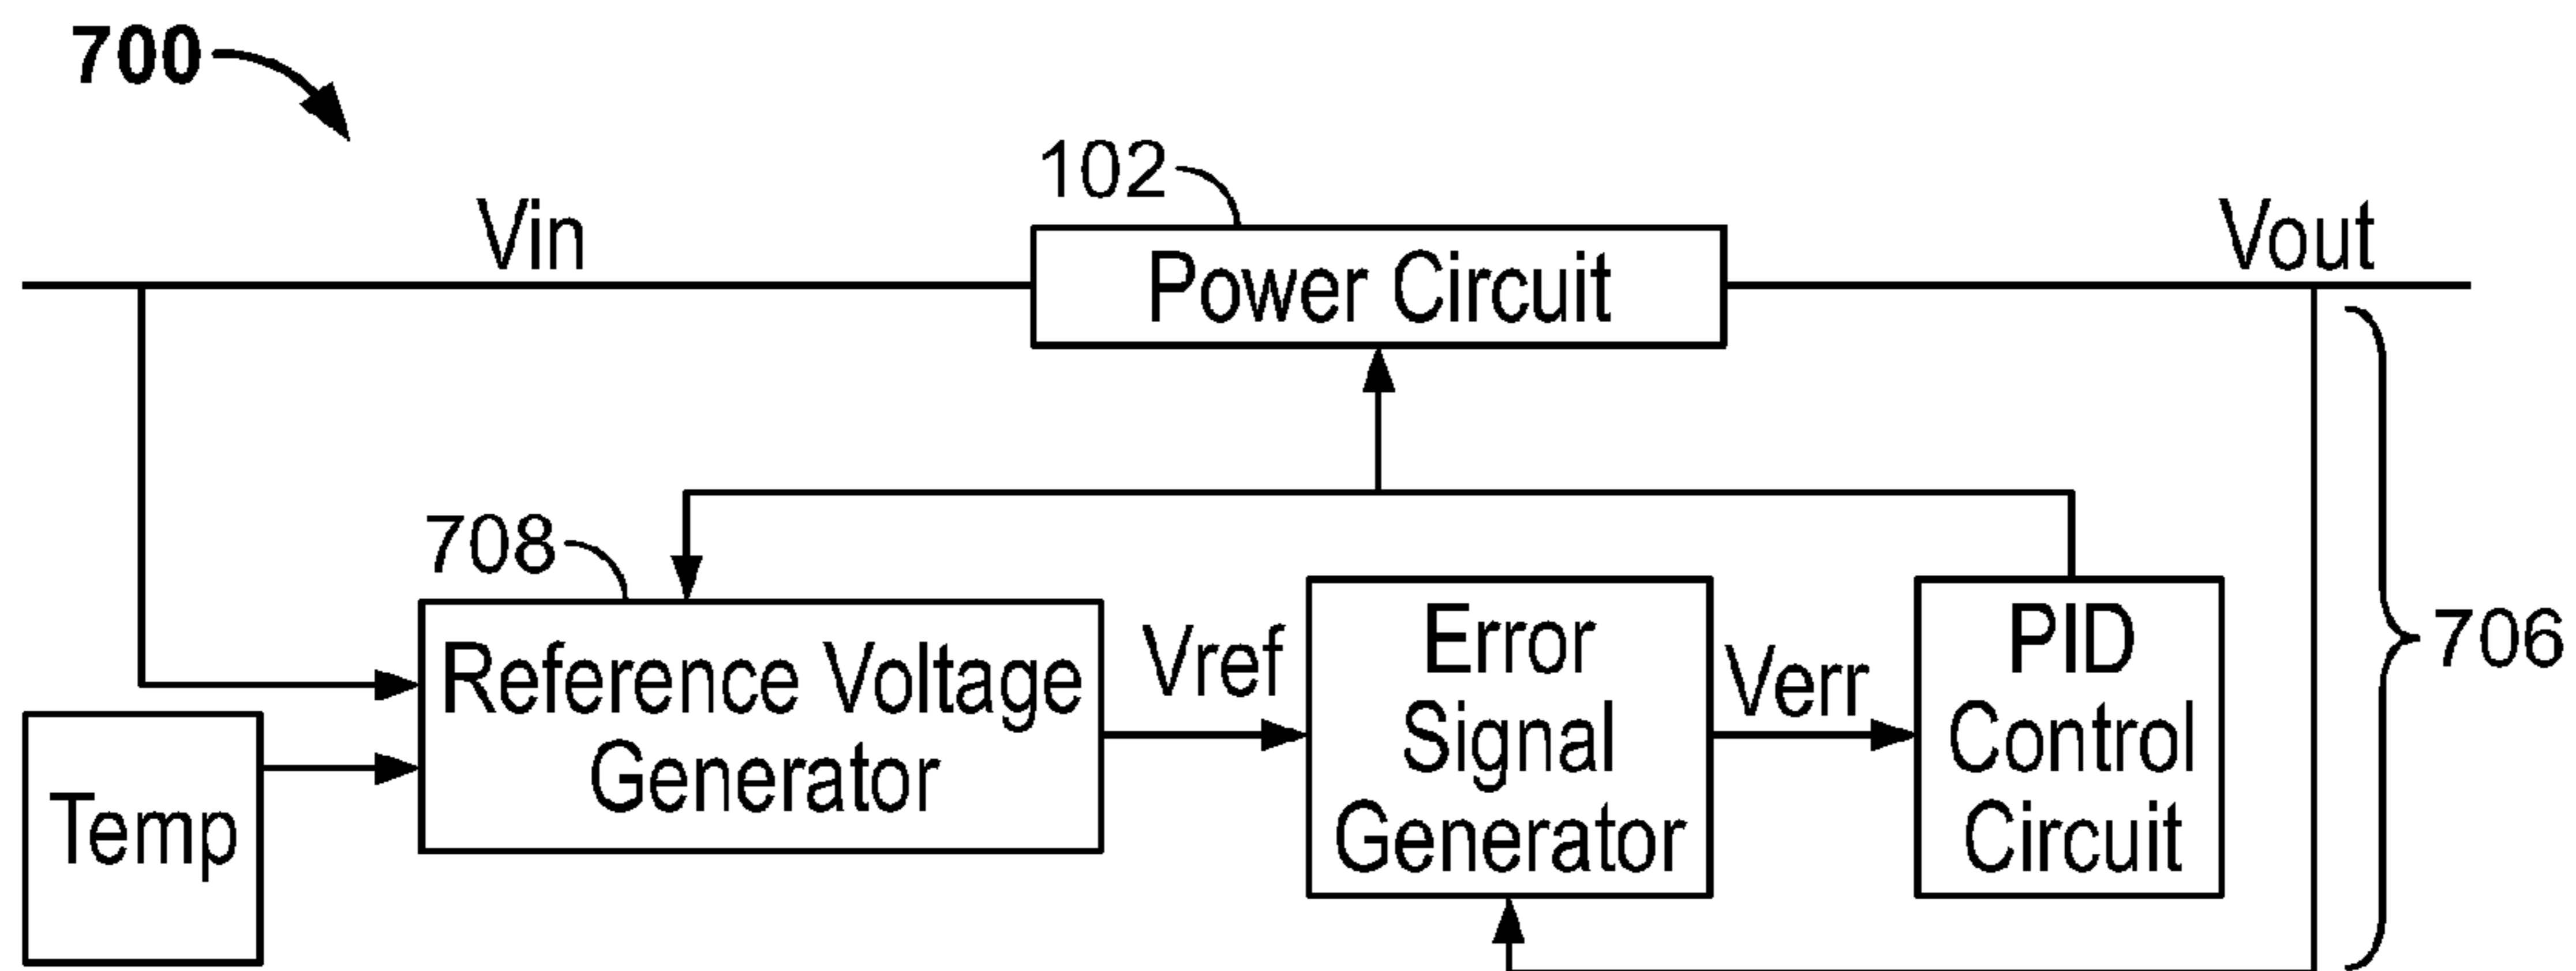 700
102
Vin
Power Circuit
Vout
708
Reference Voltage
Generator
Vref
Error
Signal
Generator
Verr
PID
Control
Circuit
706
Temp